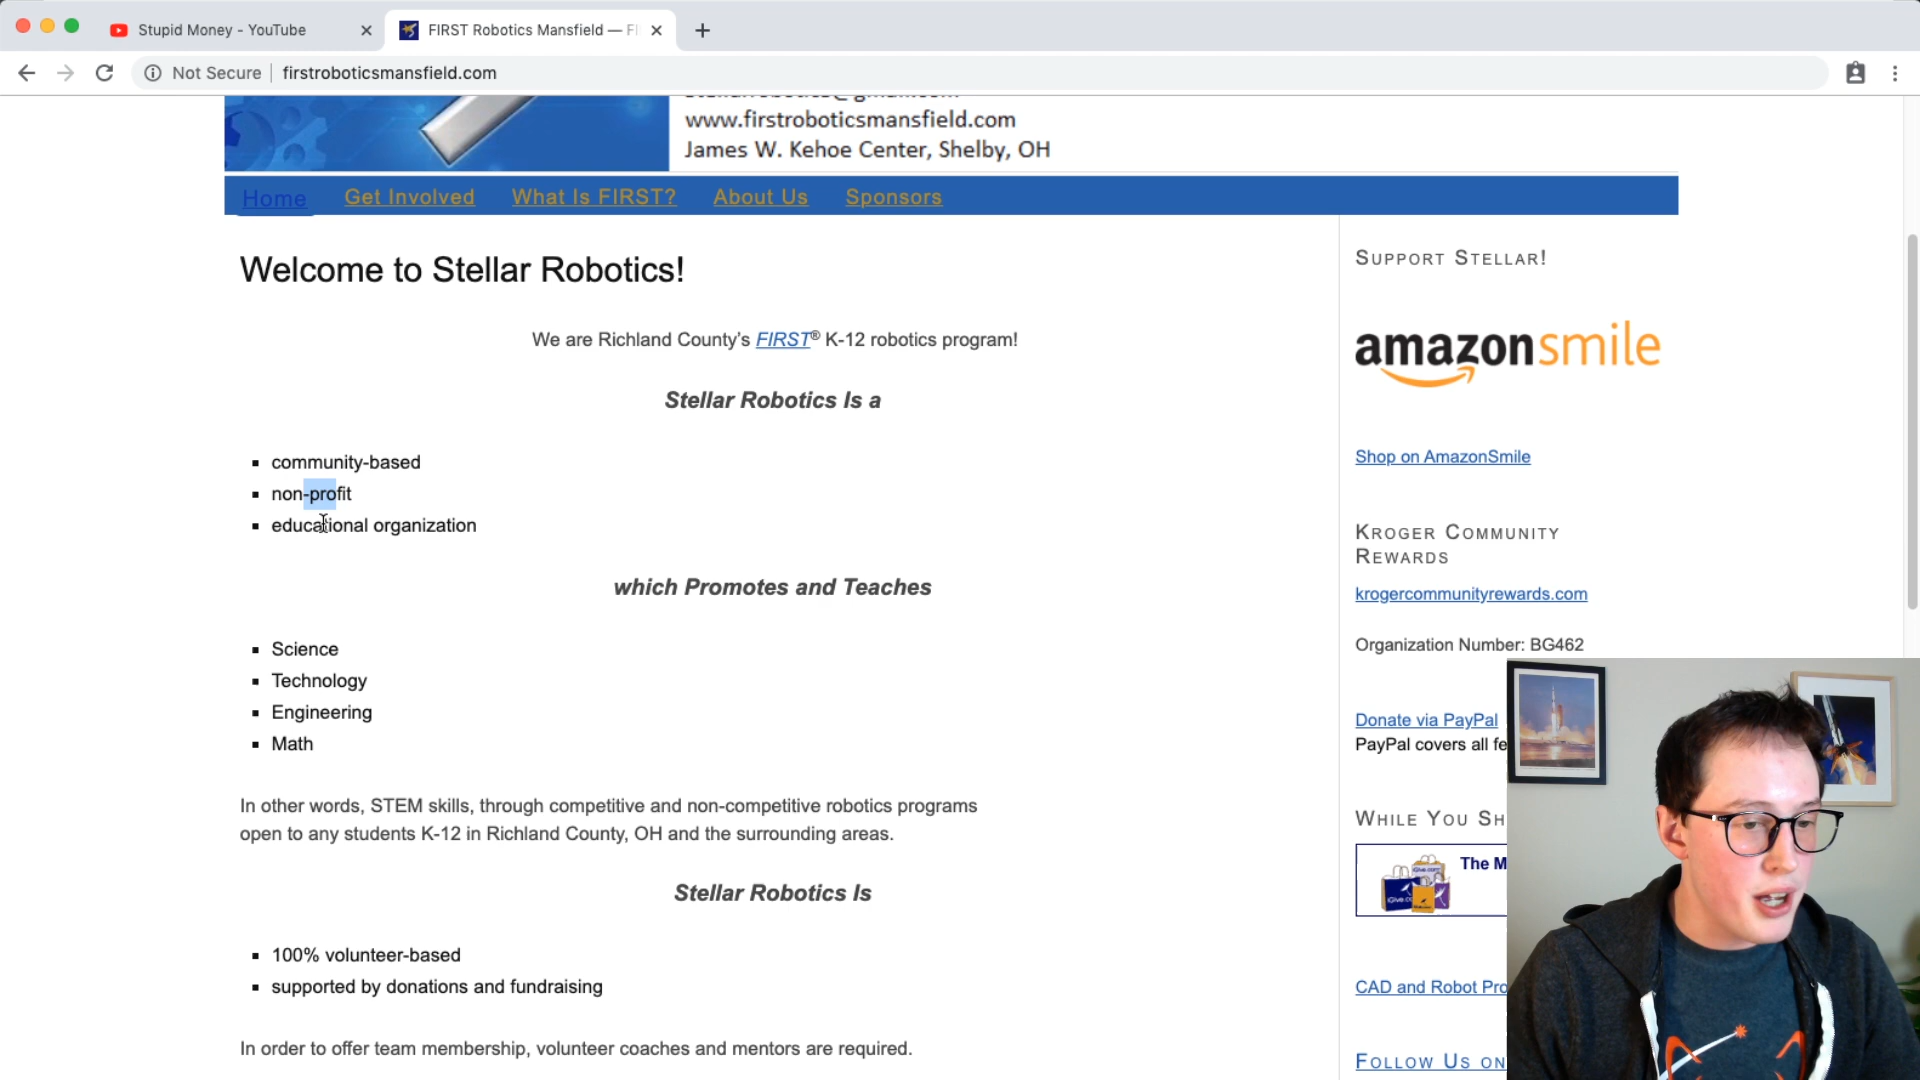 Stupid Money - YouTube
FIRST Robotics Mansfield — FI
Not Secure
firstroboticsmansfield.com
www.firstroboticsmansfield.com
James W. Kehoe Center, Shelby, OH
Home Get Involved What Is FIRST? About Us Sponsors
Welcome to Stellar Robotics!
We are Richland County's FIRST® K-12 robotics program!
Stellar Robotics Is a
community-based
non-profit
educational organization
which Promotes and Teaches
Science
Technology
Engineering
Math
In other words, STEM skills, through competitive and non-competitive robotics programs
open to any students K-12 in Richland County, OH and the surrounding areas.
Stellar Robotics Is
100% volunteer-based
supported by donations and fundraising
In order to offer team membership, volunteer coaches and mentors are required.
SUPPORT STELLAR!
amazonsmile
Shop on AmazonSmile
KROGER COMMUNITY
REWARDS
krogercommunityrewards.com
Organization Number: BG462
Donate via PayPal
PayPal covers all fe
WHILE YOU SH
The M
CAD and Robot Pro
FOLLOW US ON